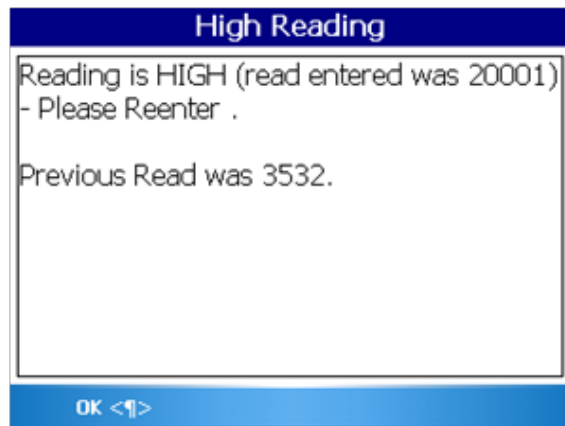 High Reading
Reading is HIGH (read entered was 20001)
- Please Reenter .
Previous Read was 3532.
OK <¶>